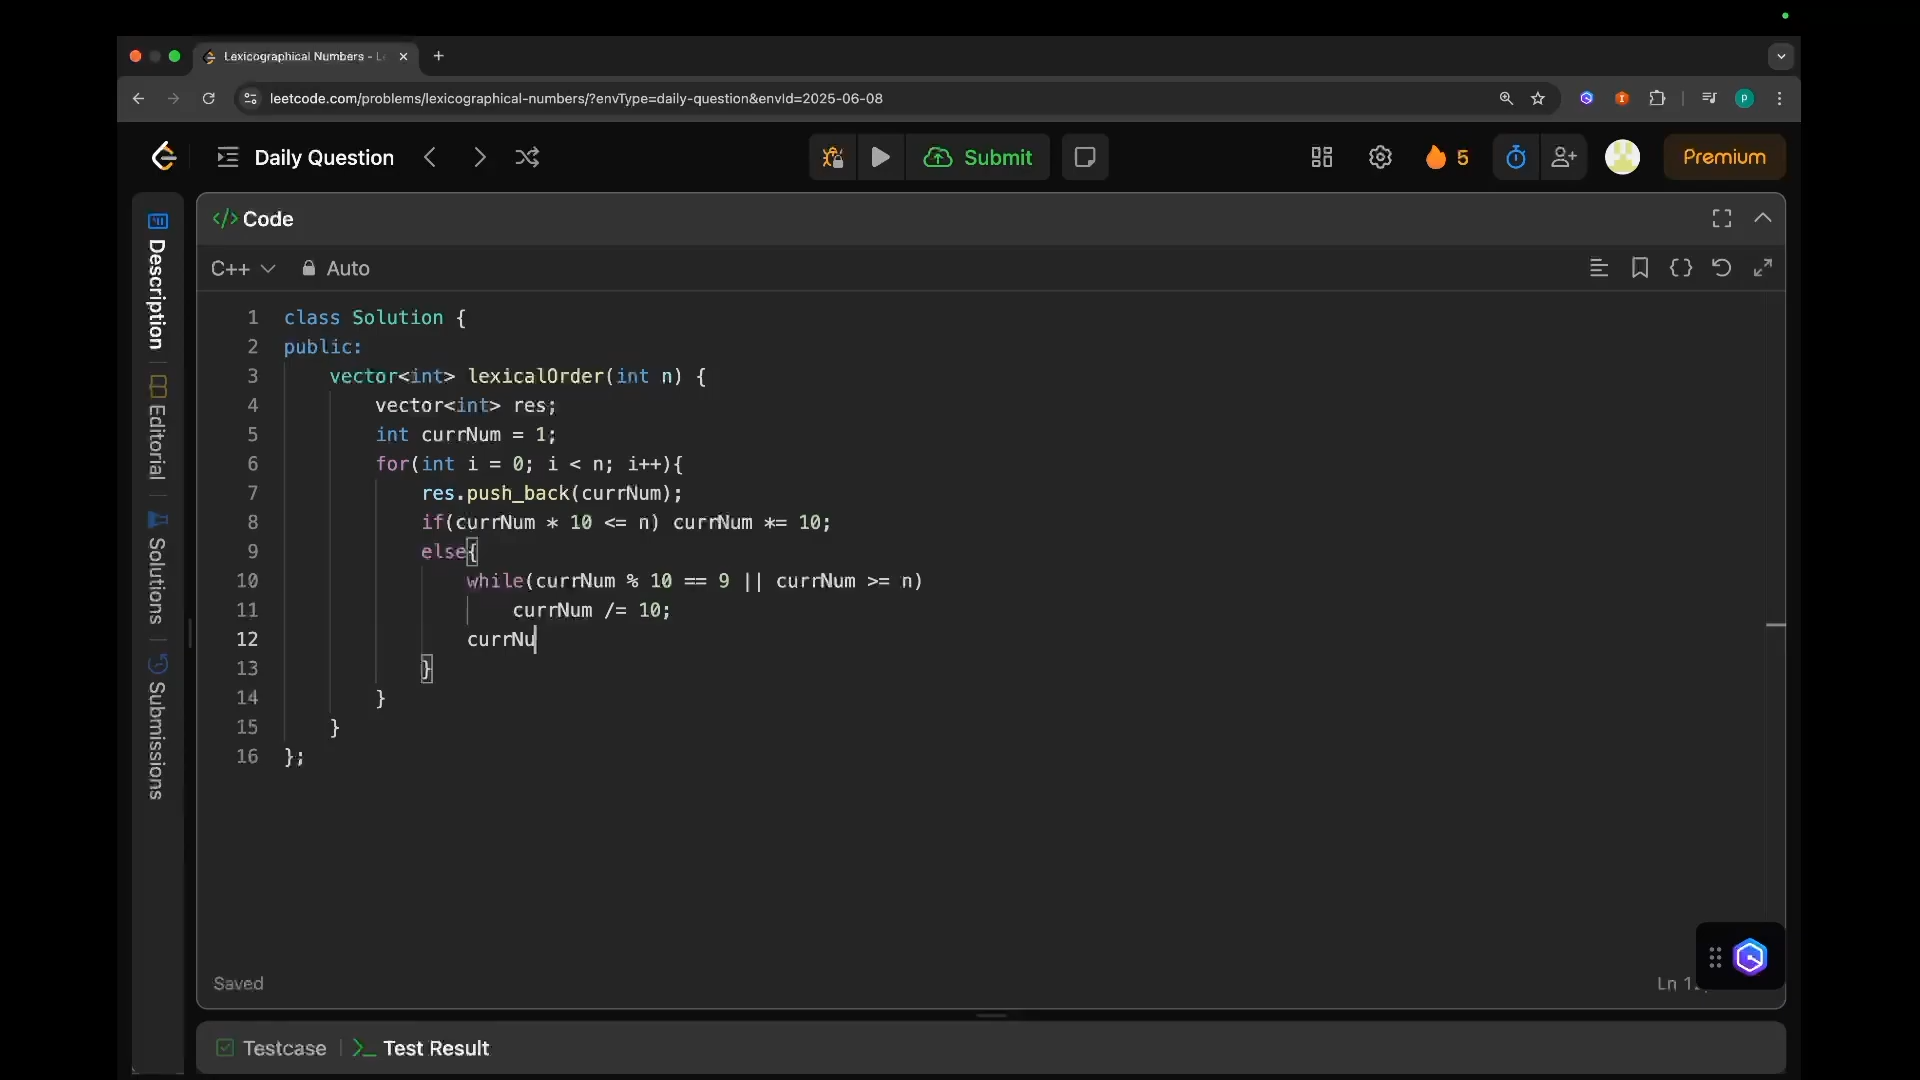 Lexicographical Numbers - Le
leetcode.com/problems/lexicographical-numbers/?envType=daily-question&envId=2025-06-08
P
Daily Question
Submit
5
Premium
Description
Editorial
Solutions
Submissions
</> Code
C++
Auto
1 class Solution {
2 public:
3 vector<int> lexicalOrder(int n) {
4 vector<int> res;
5 int currNum = 1;
6 for(int i = 0; i < n; i++){
7 res.push_back(currNum);
8 if(currNum * 10 <= n) currNum *= 10;
9 else{
10 while(currNum % 10 == 9 || currNum >= n)
11 currNum /= 10;
12 currNu
13 }
14 }
15 }
16 };
Saved
Ln 12,
Testcase
>_ Test Result